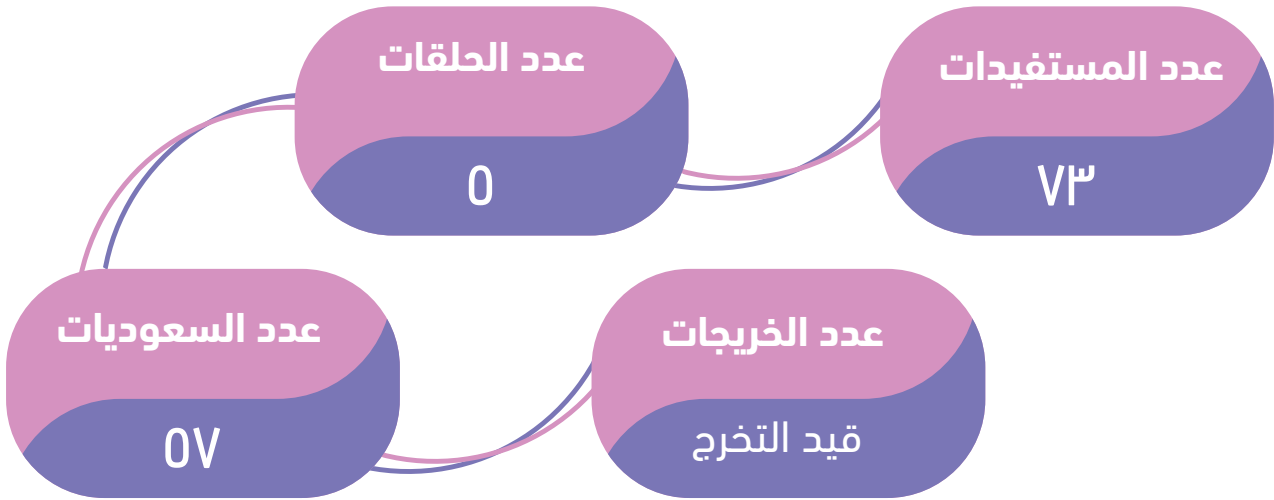 عدد المستفيدات
٧٣
عدد الحلقات
٥
عدد السعوديات
٥٧
عدد الخريجات
قيد التخرج